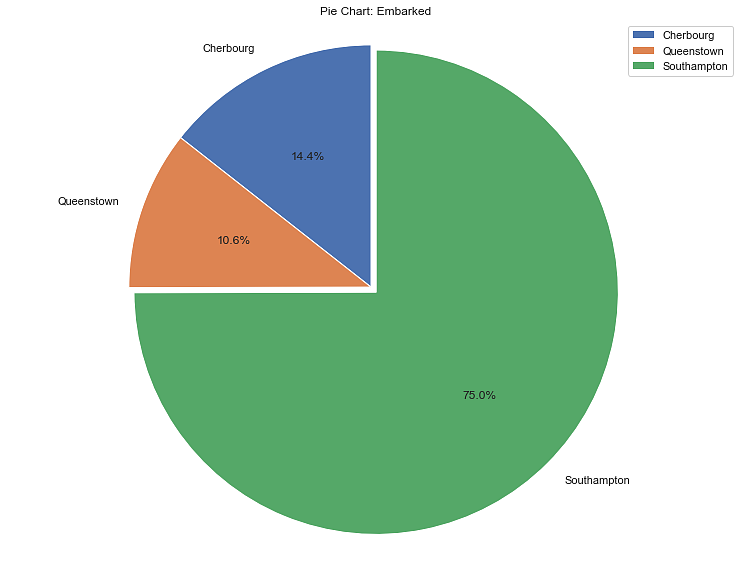 Pie Chart: Embarked
Cherbourg
Queenstown
Southampton
Cherbourg
14.4%
Queenstown
10.6%
75.0%
Southampton